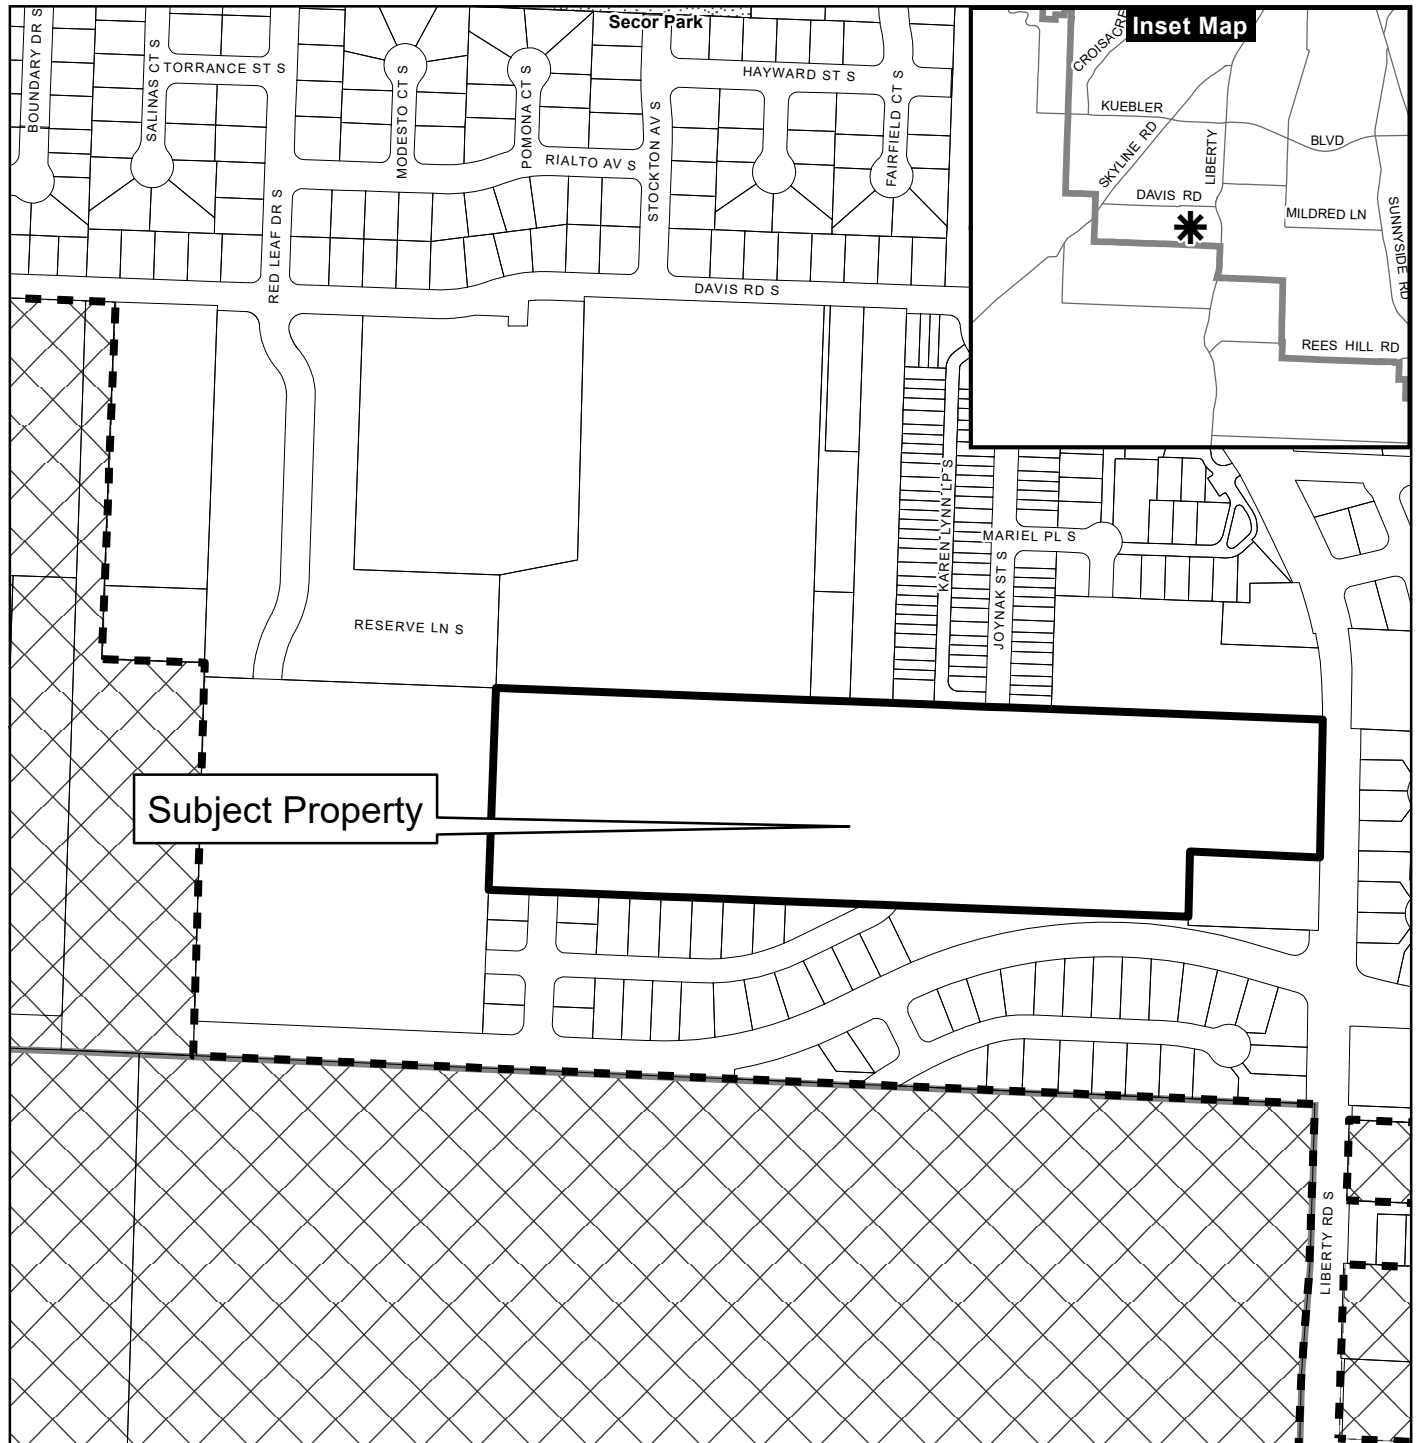 Secor Park
BOUNDARY DR S
SALINAS CT S
TORRANCE ST S
MODESTO CT S
POMONA CT S
HAYWARD ST S
FAIRFIELD CT S
RIALTO AV S
STOCKTON AV S
RED LEAF DR S
DAVIS RD S
KAREN LYNN LP S
MARIEL PL S
JOYNAK ST S
RESERVE LN S
Subject Property
LIBERTY RD S
Inset Map
CROISACRE
KUEBLER
BLVD
SKYLINE RD
LIBERTY
DAVIS RD
MILDRED LN
SUNNYSIDE RD
REES HILL RD